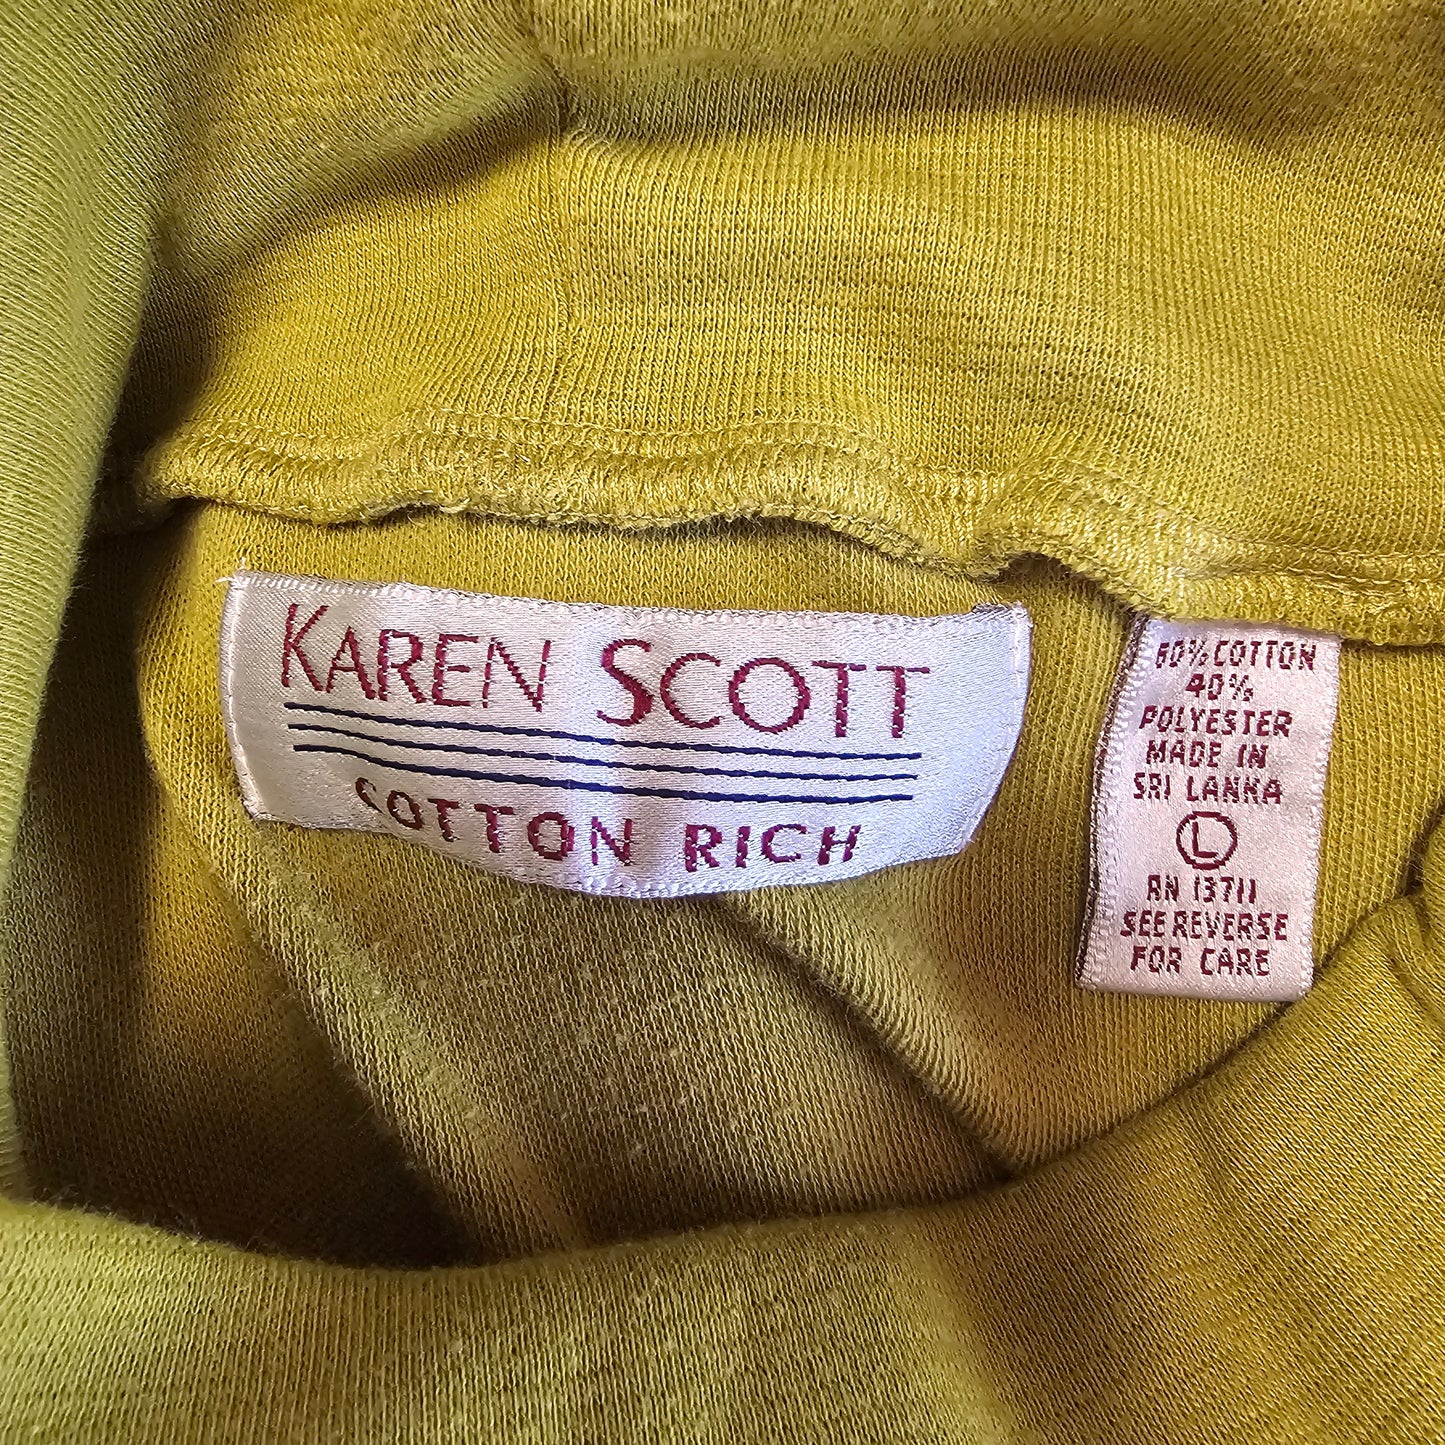 KAREN SCOTT
COTTON RICH
60% COTTON
40%
POLYESTER
MADE IN
SRI LANKA
L
RN 13711
SEE REVERSE
FOR CARE